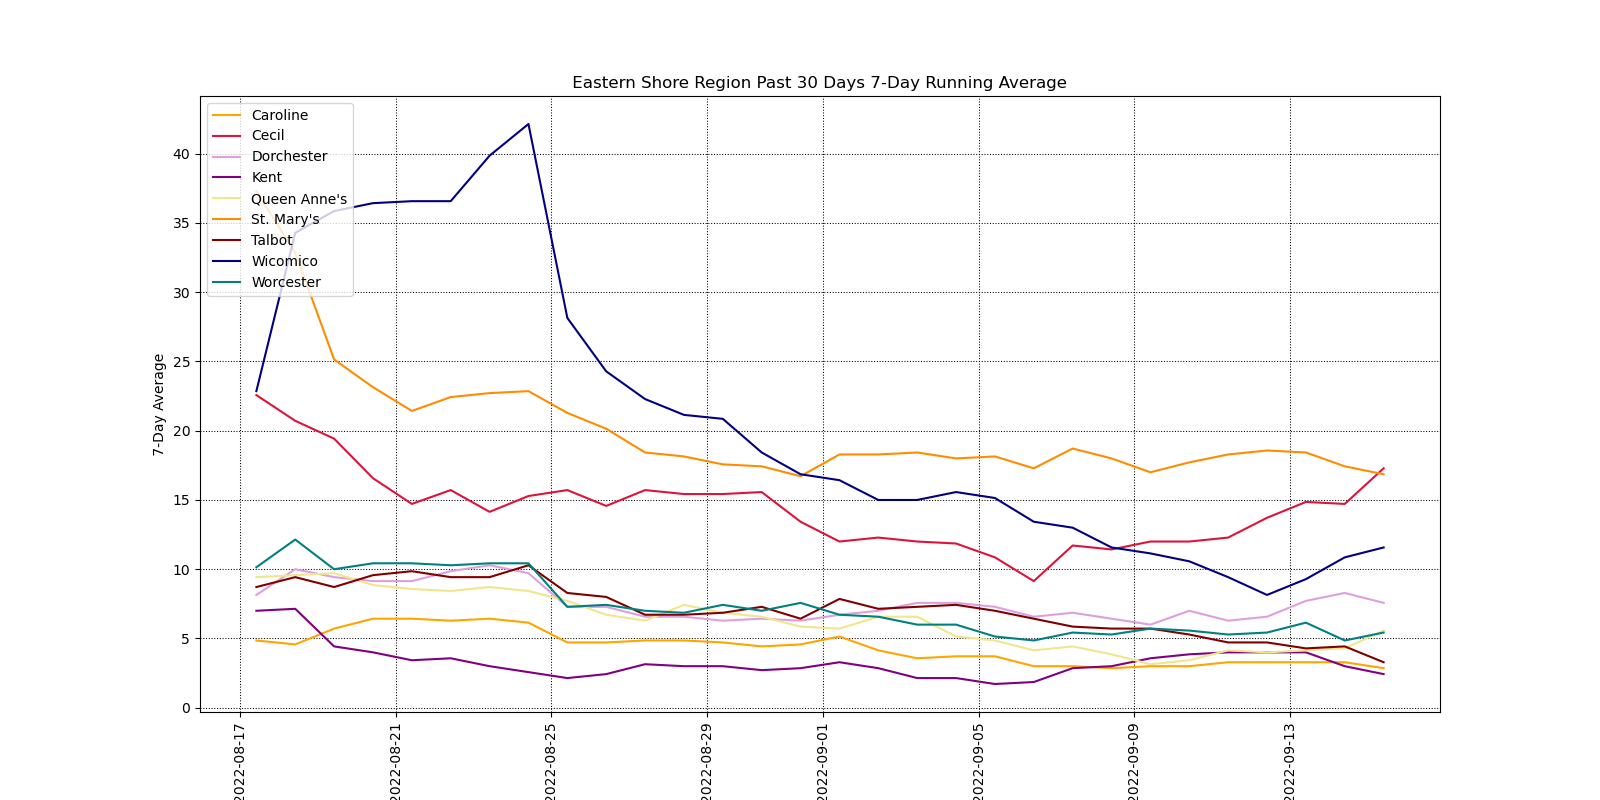 Eastern Shore Region Past 30 Days 7-Day Running Average
Caroline
Cecil
Dorchester
Kent
Queen Anne's
St. Mary's
Talbot
Wicomico
Worcester
7-Day Average
40
35
30
25
20
15
10
5
0
2022-08-17
2022-08-21
2022-08-25
2022-08-29
2022-09-01
2022-09-05
2022-09-09
2022-09-13